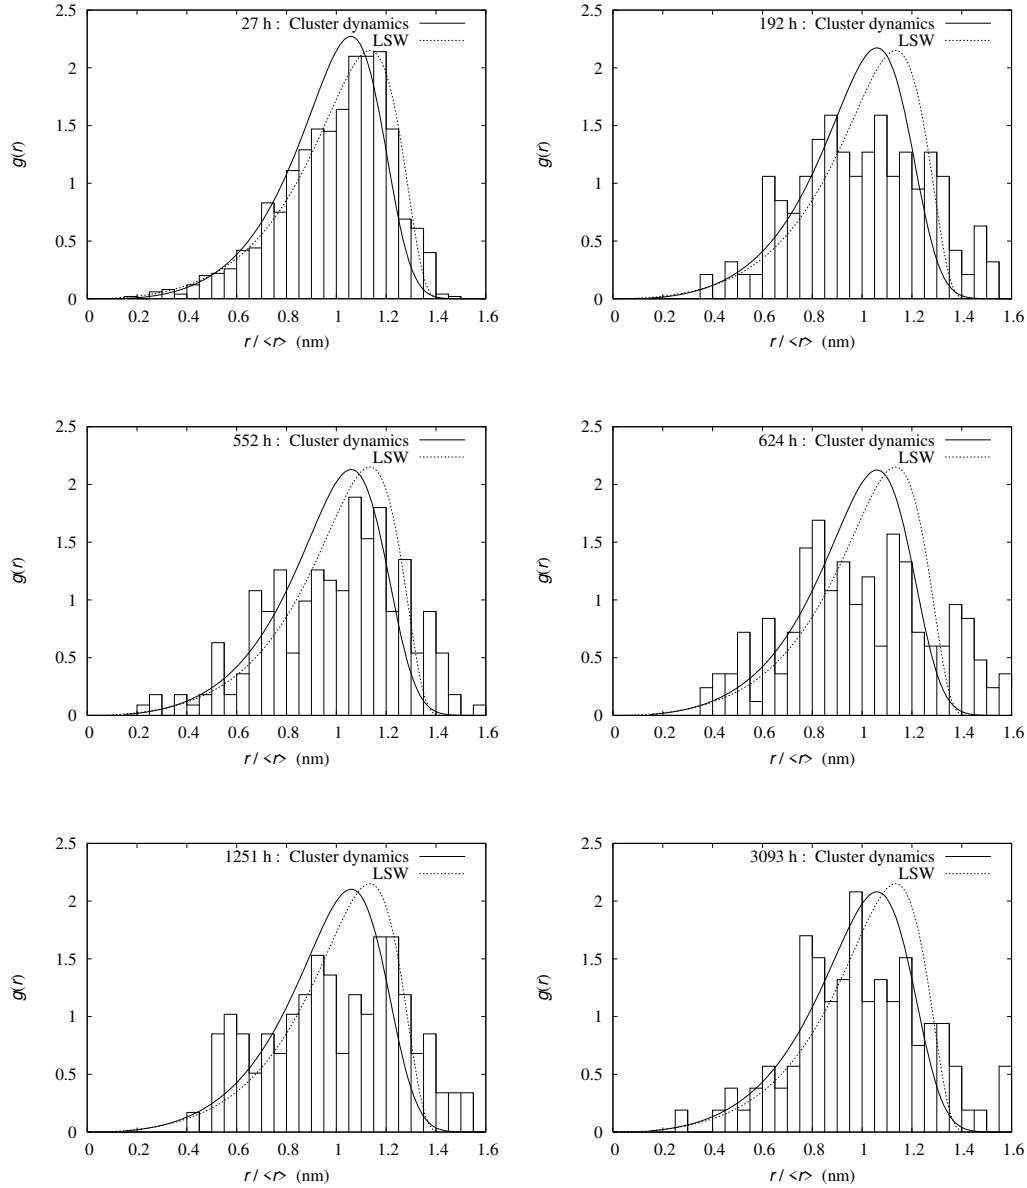 27 h : Cluster dynamics
LSW
2.5
2
1.5
1
0.5
0
g(r)
0 0.2 0.4 0.6 0.8 1 1.2 1.4 1.6
r / <r> (nm)
192 h : Cluster dynamics
LSW
2.5
2
1.5
1
0.5
0
g(r)
0 0.2 0.4 0.6 0.8 1 1.2 1.4 1.6
r / <r> (nm)
552 h : Cluster dynamics
LSW
2.5
2
1.5
1
0.5
0
g(r)
0 0.2 0.4 0.6 0.8 1 1.2 1.4 1.6
r / <r> (nm)
624 h : Cluster dynamics
LSW
2.5
2
1.5
1
0.5
0
g(r)
0 0.2 0.4 0.6 0.8 1 1.2 1.4 1.6
r / <r> (nm)
1251 h : Cluster dynamics
LSW
2.5
2
1.5
1
0.5
0
g(r)
0 0.2 0.4 0.6 0.8 1 1.2 1.4 1.6
r / <r> (nm)
3093 h : Cluster dynamics
LSW
2.5
2
1.5
1
0.5
0
g(r)
0 0.2 0.4 0.6 0.8 1 1.2 1.4 1.6
r / <r> (nm)